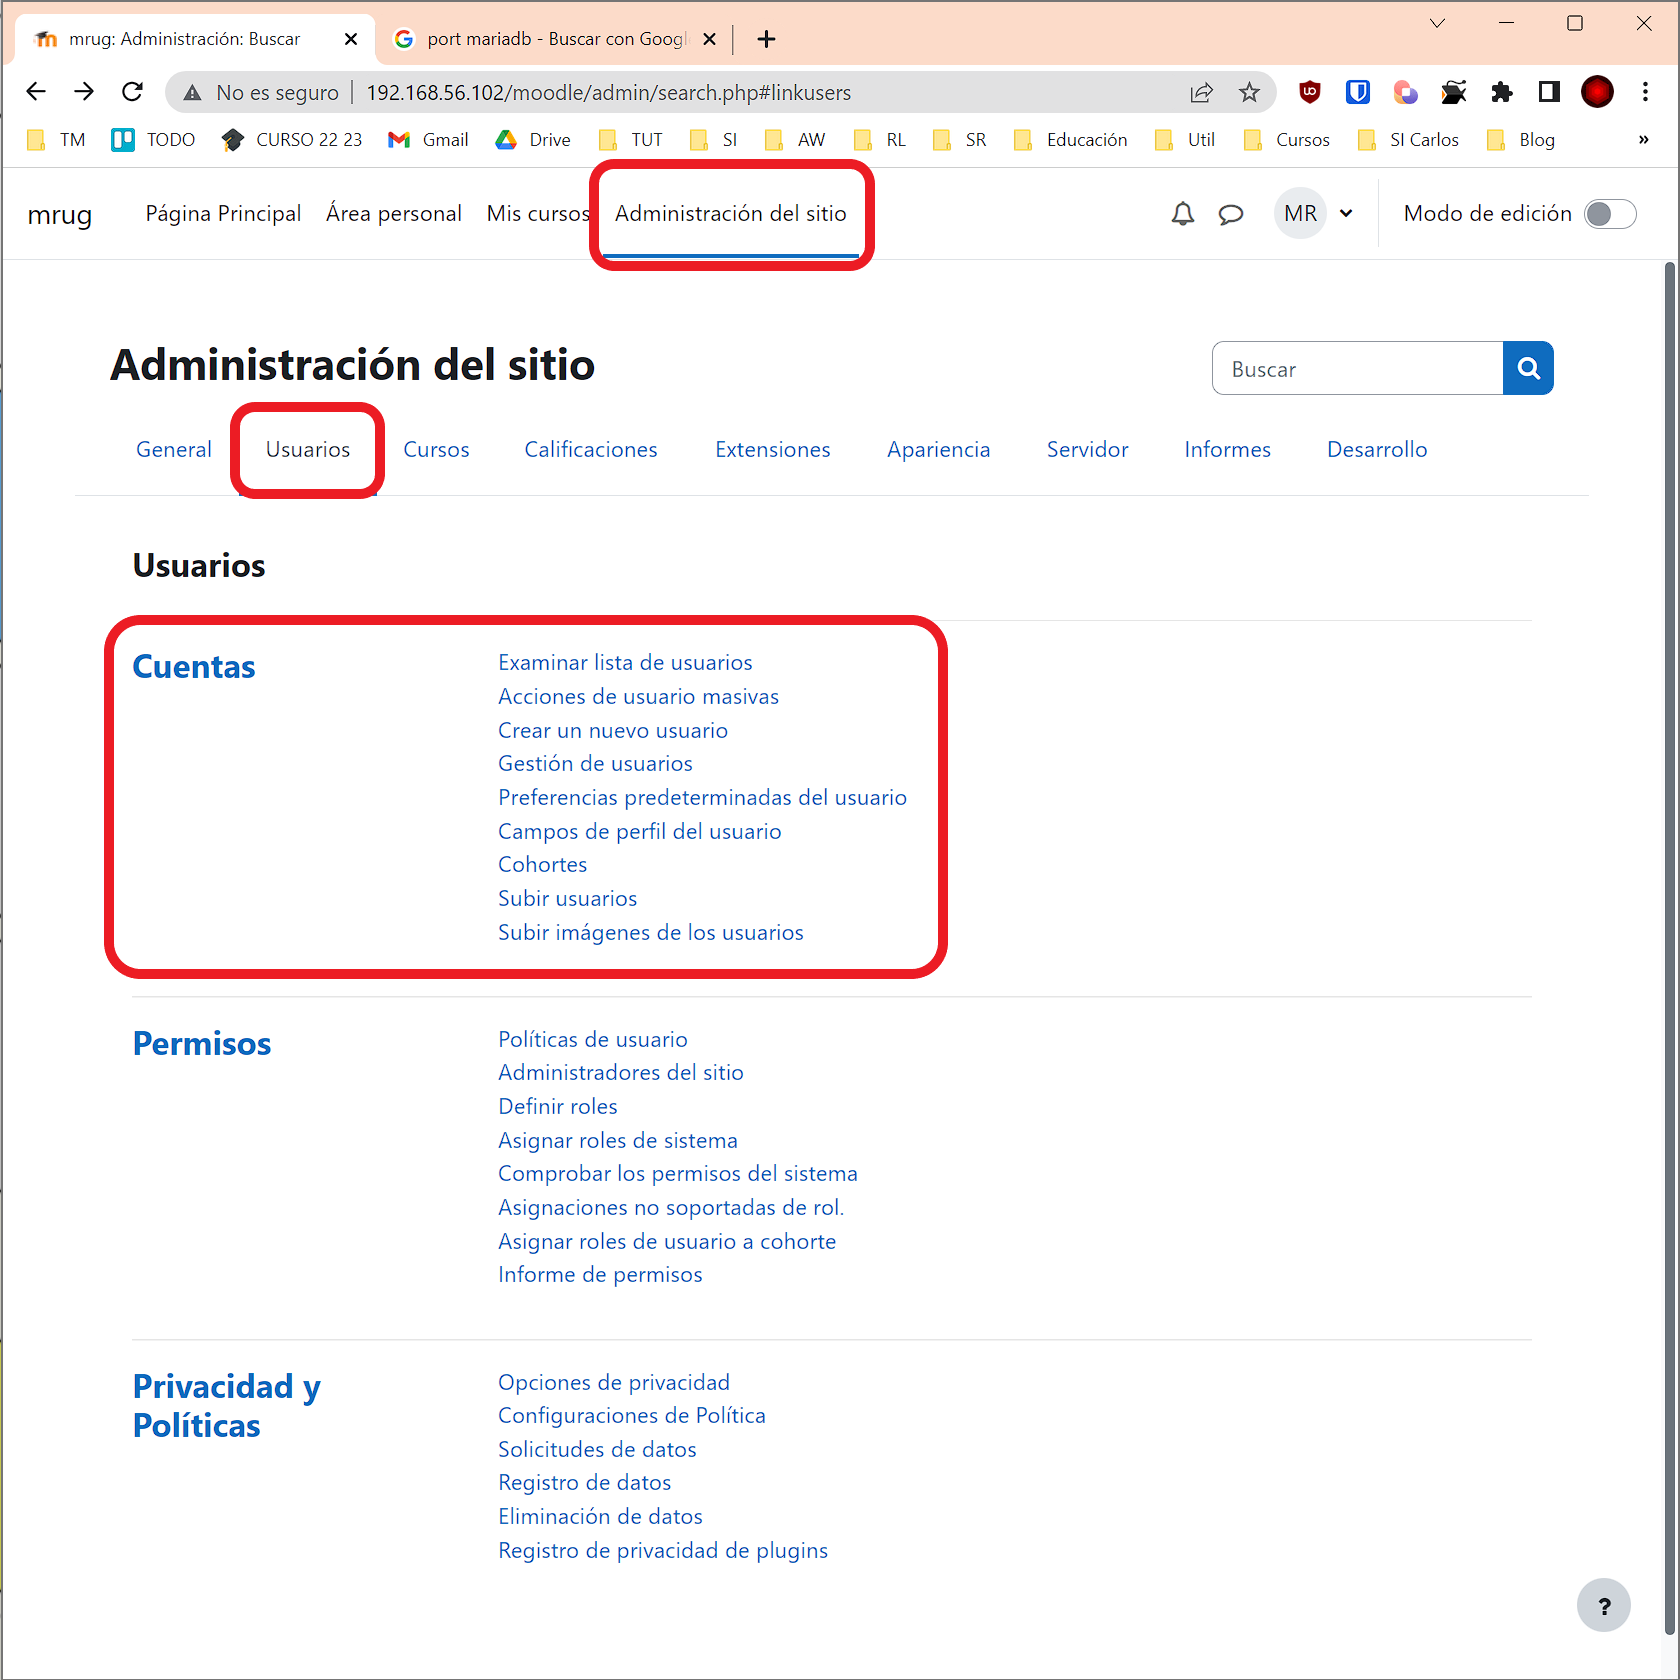 mrug: Administración: Buscar
port mariadb - Buscar con Googl
No es seguro
192.168.56.102/moodle/admin/search.php#linkusers
TM TODO CURSO 22 23 Gmail Drive TUT SI AW RL SR Educación Util Cursos SI Carlos Blog »
mrug Página Principal Área personal Mis cursos Administración del sitio MR Modo de edición
Administración del sitio
Buscar
General Usuarios Cursos Calificaciones Extensiones Apariencia Servidor Informes Desarrollo
Usuarios
Cuentas
Examinar lista de usuarios
Acciones de usuario masivas
Crear un nuevo usuario
Gestión de usuarios
Preferencias predeterminadas del usuario
Campos de perfil del usuario
Cohortes
Subir usuarios
Subir imágenes de los usuarios
Permisos
Políticas de usuario
Administradores del sitio
Definir roles
Asignar roles de sistema
Comprobar los permisos del sistema
Asignaciones no soportadas de rol.
Asignar roles de usuario a cohorte
Informe de permisos
Privacidad y
Políticas
Opciones de privacidad
Configuraciones de Política
Solicitudes de datos
Registro de datos
Eliminación de datos
Registro de privacidad de plugins
?